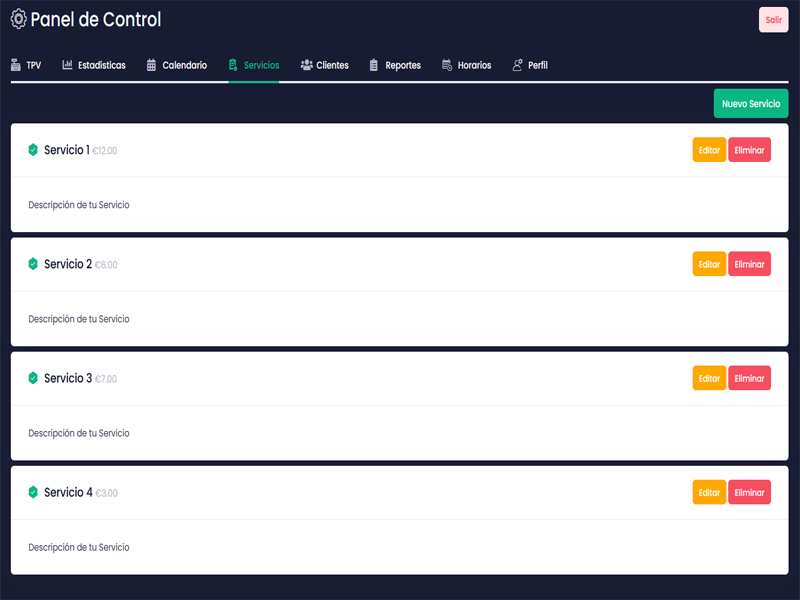 Panel de Control
Salir
TPV Estadísticas Calendario Servicios Clientes Reportes Horarios Perfil
Nuevo Servicio
Servicio 1 €12.00 Editar Eliminar
Descripción de tu Servicio
Servicio 2 €6.00 Editar Eliminar
Descripción de tu Servicio
Servicio 3 €7.00 Editar Eliminar
Descripción de tu Servicio
Servicio 4 €3.00 Editar Eliminar
Descripción de tu Servicio